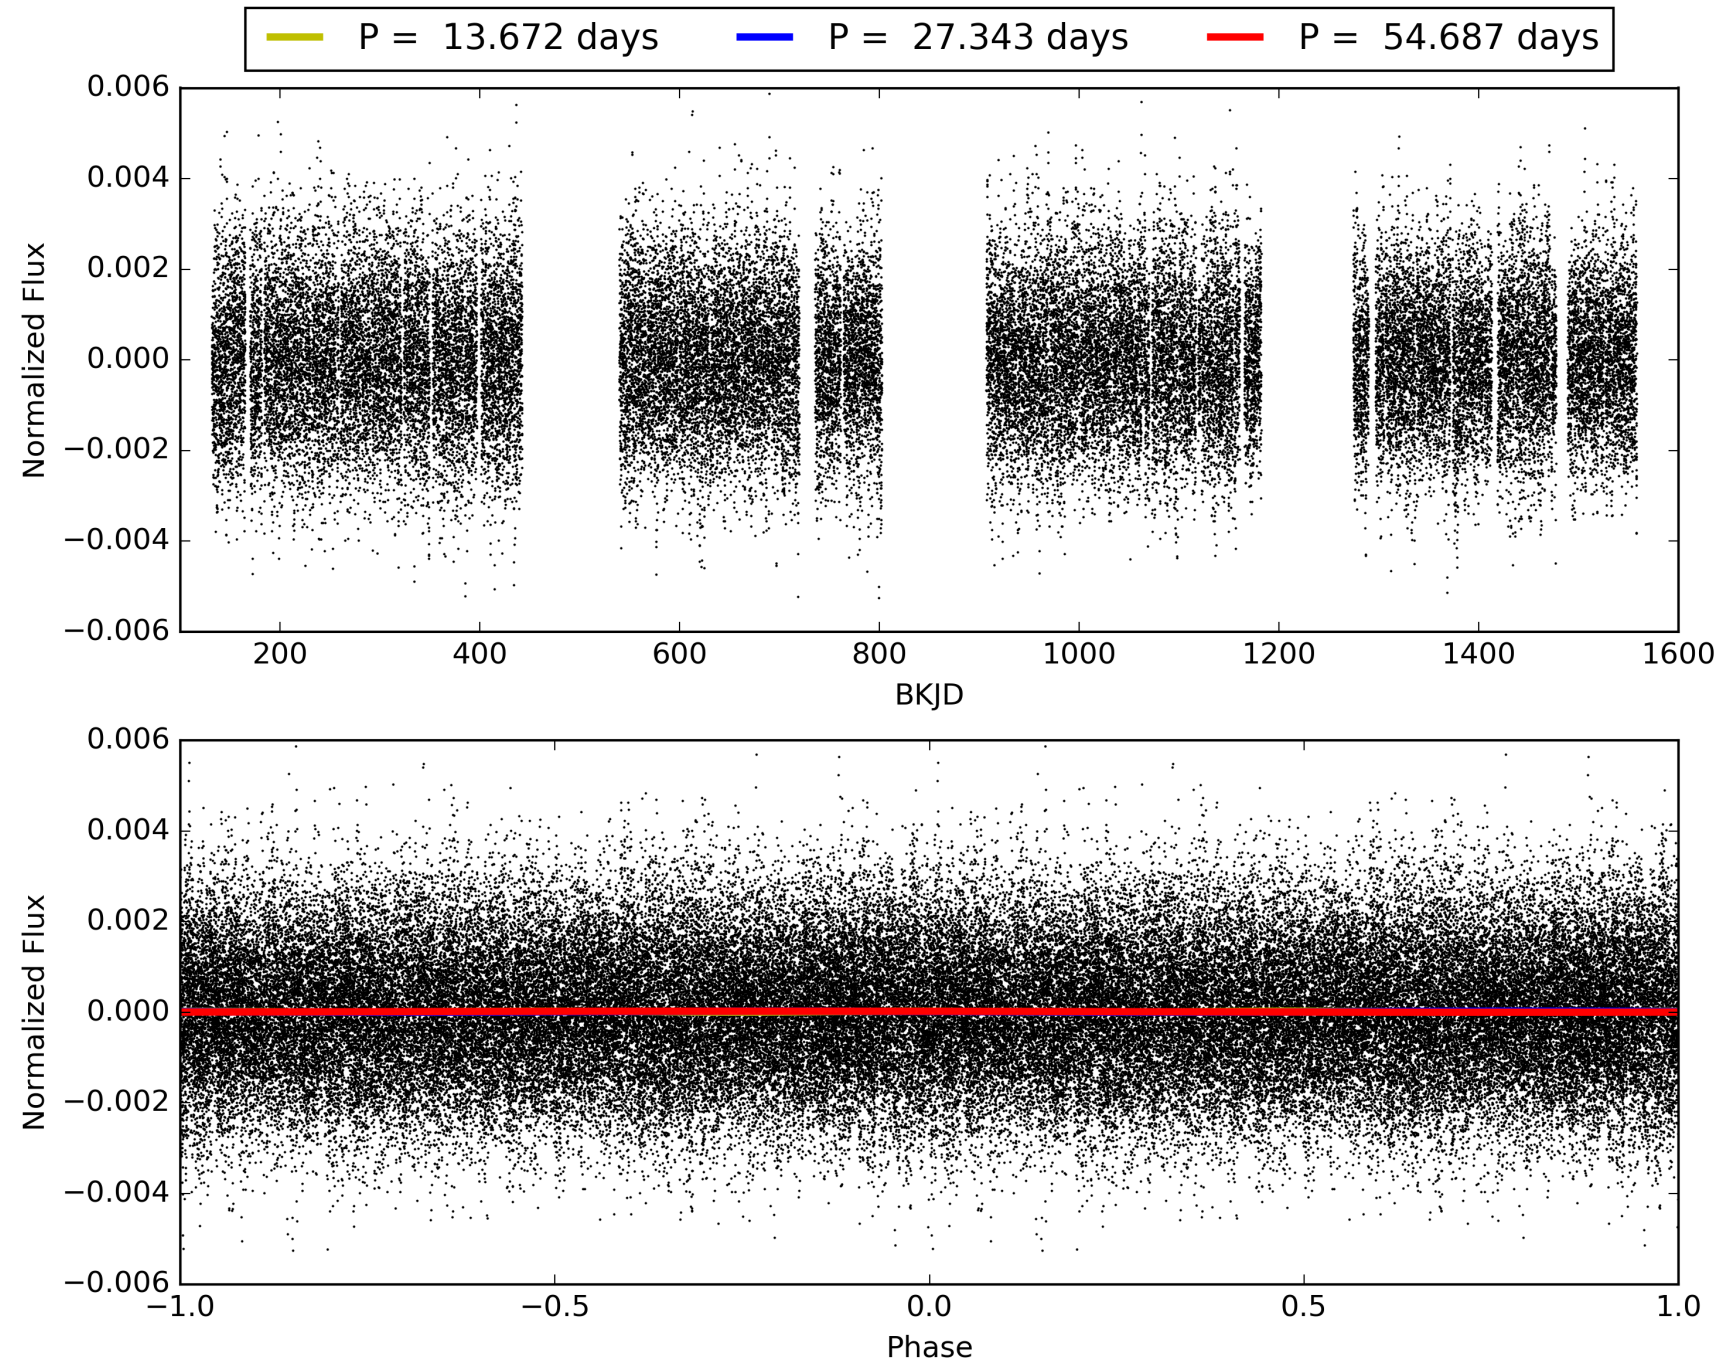 P = 13.672 days P = 27.343 days P = 54.687 days
0.006
0.004
0.002
0.000
−0.002
−0.004
−0.006
Normalized Flux
200 400 600 800 1000 1200 1400 1600
BKJD
0.006
0.004
0.002
0.000
−0.002
−0.004
−0.006
Normalized Flux
−1.0 −0.5 0.0 0.5 1.0
Phase